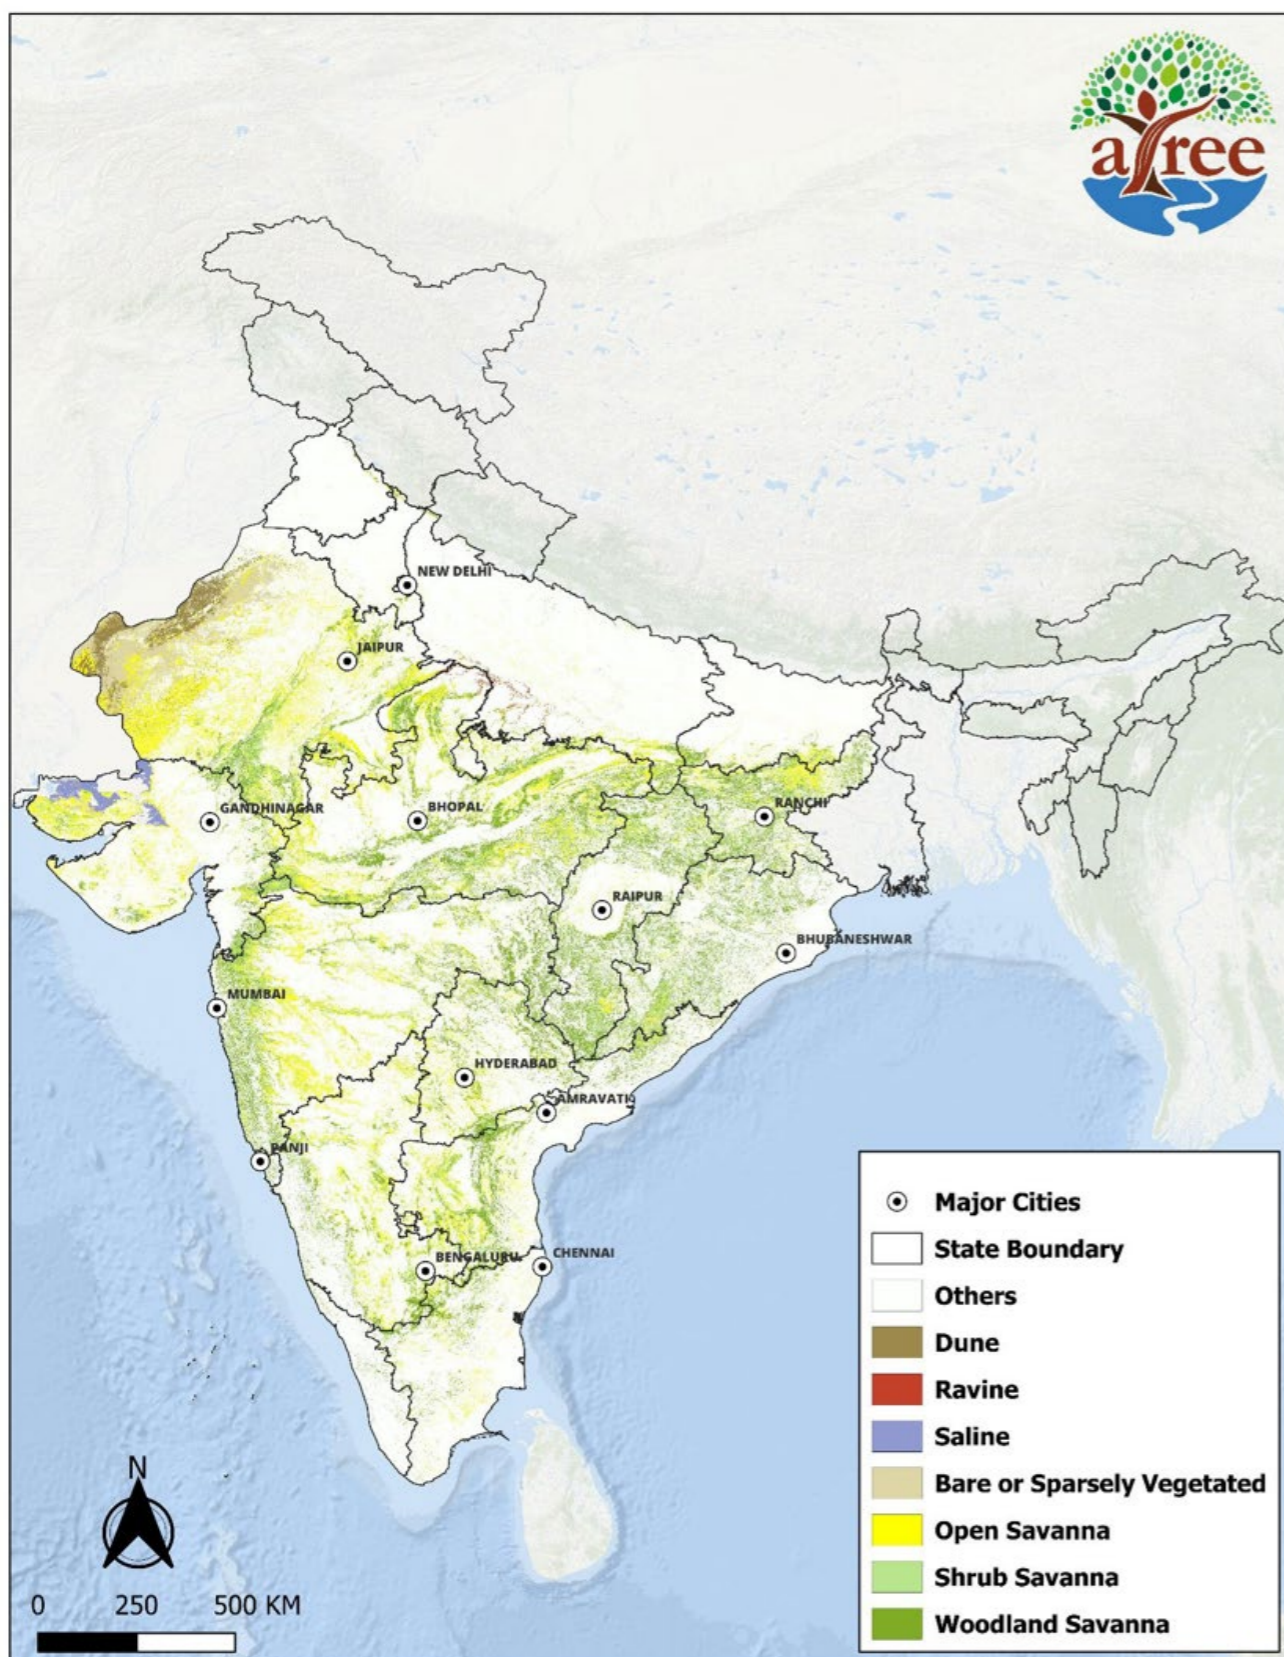 aTree
NEW DELHI
JAIPUR
GANDHINAGAR
BHOPAL
RANCHI
RAIPUR
BHUBANESHWAR
MUMBAI
HYDERABAD
AMRAVATI
PANJI
BENGALURU
CHENNAI
Major Cities
State Boundary
Others
Dune
Ravine
Saline
Bare or Sparsely Vegetated
Open Savanna
Shrub Savanna
Woodland Savanna
N
0 250 500 KM